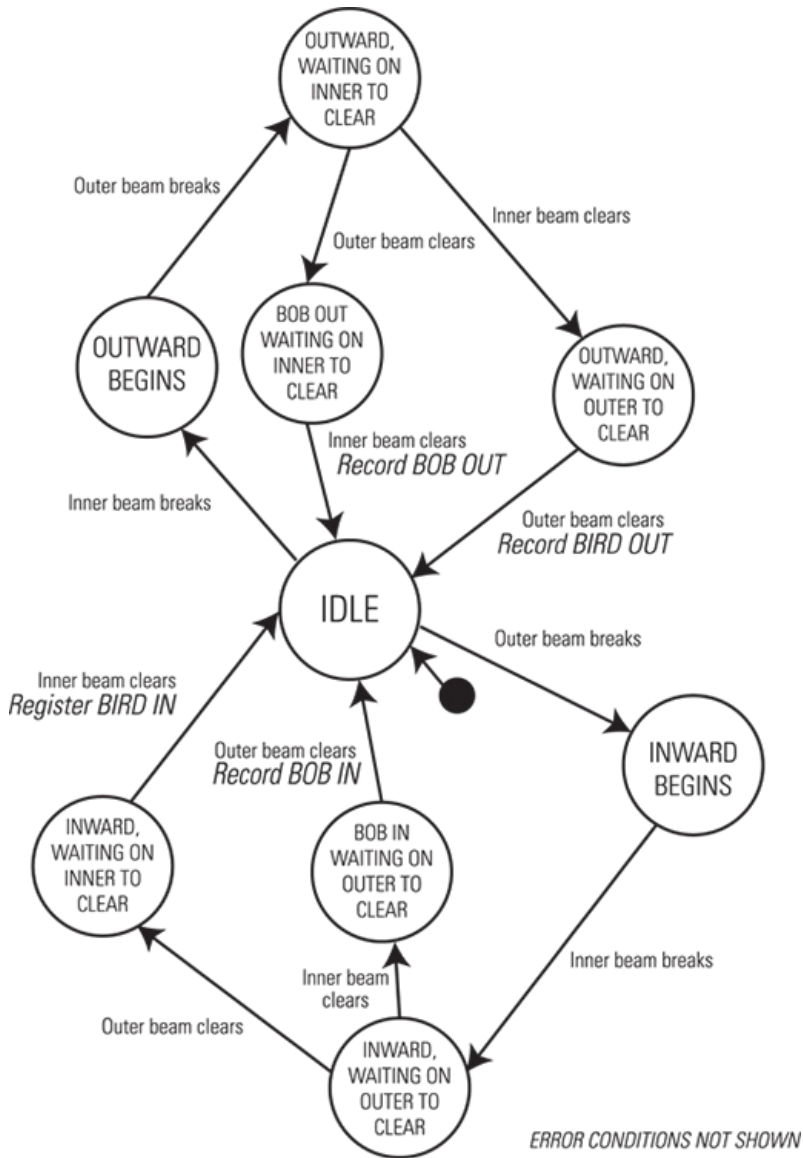 OUTWARD,
WAITING ON
INNER TO
CLEAR
Outer beam breaks
Inner beam clears
Outer beam clears
BOB OUT
WAITING ON
INNER TO
CLEAR
OUTWARD
BEGINS
OUTWARD,
WAITING ON
OUTER TO
CLEAR
Inner beam clears
Record BOB OUT
Inner beam breaks
Outer beam clears
Record BIRD OUT
IDLE
Outer beam breaks
Inner beam clears
Register BIRD IN
Outer beam clears
Record BOB IN
INWARD
BEGINS
INWARD,
WAITING ON
INNER TO
CLEAR
BOB IN
WAITING ON
OUTER TO
CLEAR
Inner beam breaks
Inner beam
clears
Outer beam clears
INWARD,
WAITING ON
OUTER TO
CLEAR
ERROR CONDITIONS NOT SHOWN